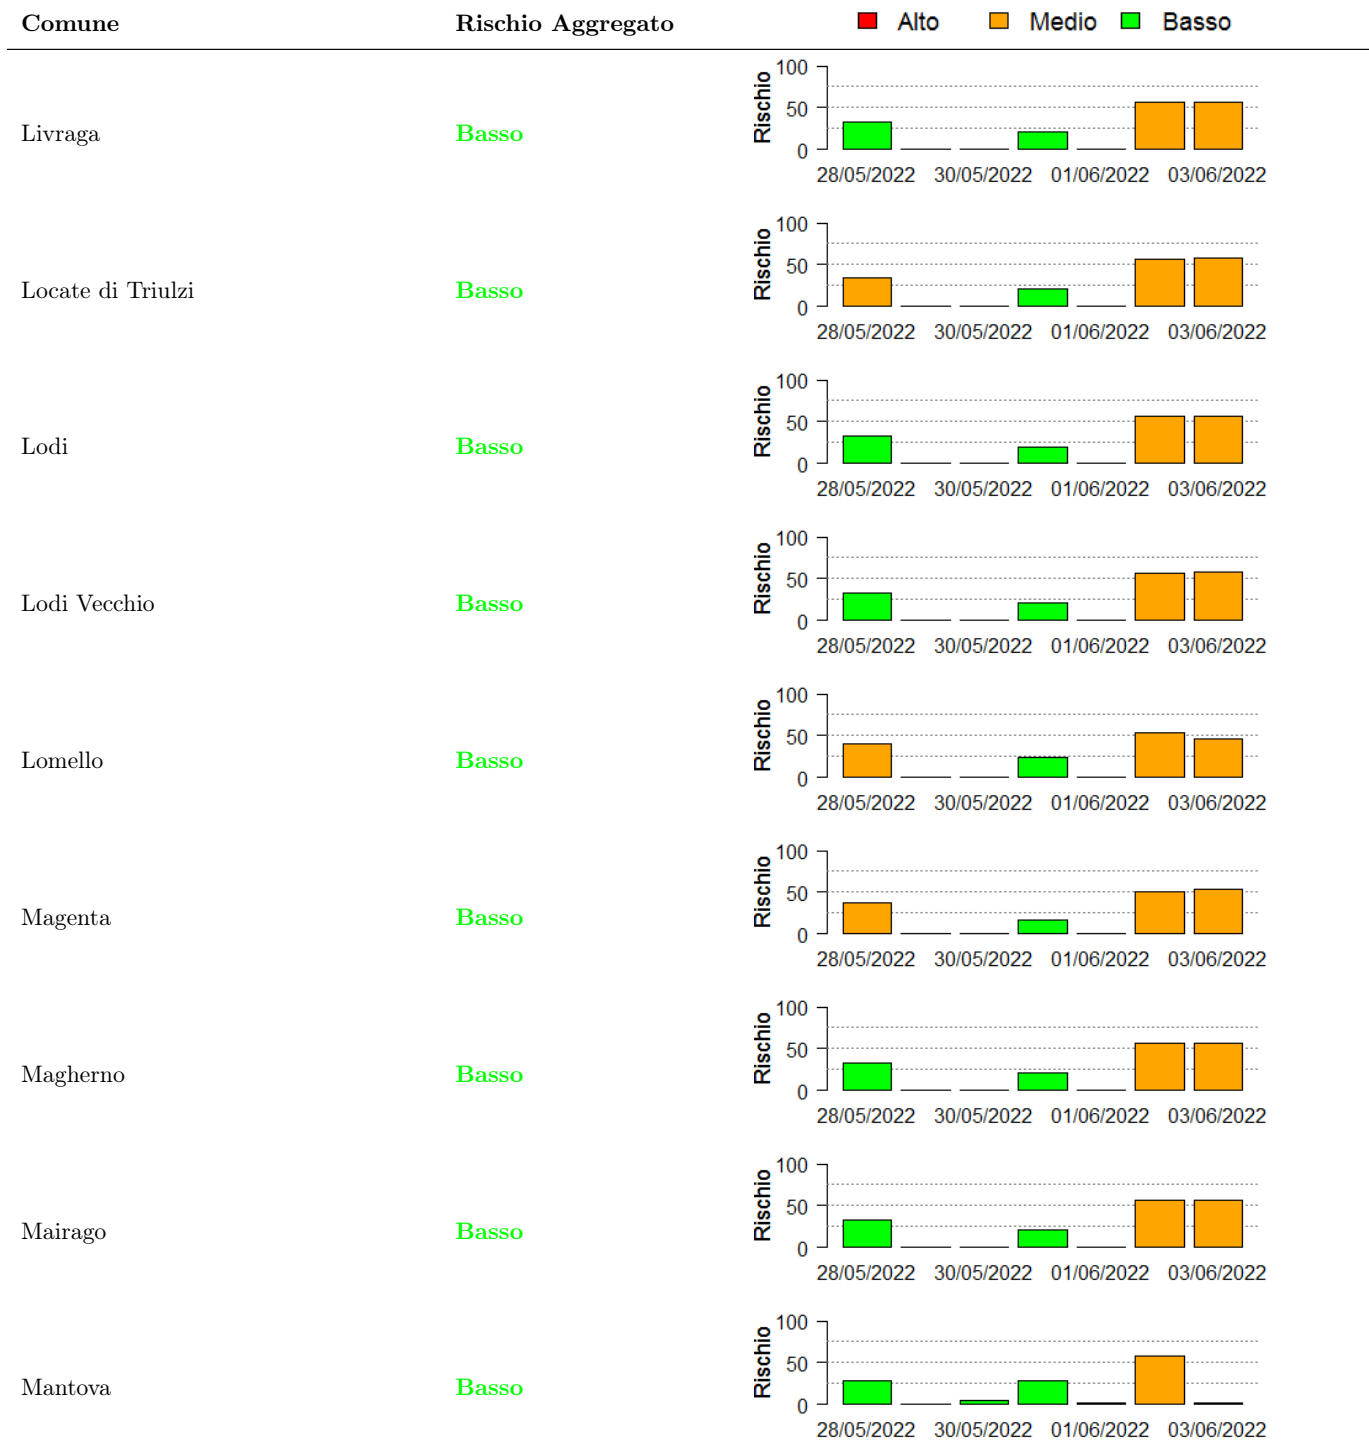 Comune Rischio Aggregato Alto Medio Basso
100
50
0
Rischio
Livraga Basso
28/05/2022 30/05/2022 01/06/2022 03/06/2022
100
50
0
Rischio
Locate di Triulzi Basso
28/05/2022 30/05/2022 01/06/2022 03/06/2022
100
50
0
Rischio
Lodi Basso
28/05/2022 30/05/2022 01/06/2022 03/06/2022
100
50
0
Rischio
Lodi Vecchio Basso
28/05/2022 30/05/2022 01/06/2022 03/06/2022
100
50
0
Rischio
Lomello Basso
28/05/2022 30/05/2022 01/06/2022 03/06/2022
100
50
0
Rischio
Magenta Basso
28/05/2022 30/05/2022 01/06/2022 03/06/2022
100
50
0
Rischio
Magherno Basso
28/05/2022 30/05/2022 01/06/2022 03/06/2022
100
50
0
Rischio
Mairago Basso
28/05/2022 30/05/2022 01/06/2022 03/06/2022
100
50
0
Rischio
Mantova Basso
28/05/2022 30/05/2022 01/06/2022 03/06/2022